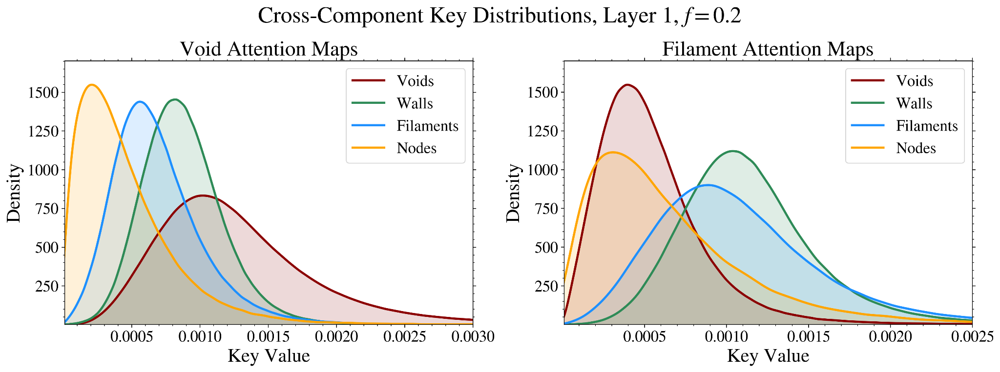 Cross-Component Key Distributions, Layer 1, f = 0.2
Void Attention Maps
Density
1500
1250
1000
750
500
250
Voids
Walls
Filaments
Nodes
0.0005 0.0010 0.0015 0.0020 0.0025 0.0030
Key Value
Filament Attention Maps
Density
1500
1250
1000
750
500
250
Voids
Walls
Filaments
Nodes
0.0005 0.0010 0.0015 0.0020 0.0025
Key Value